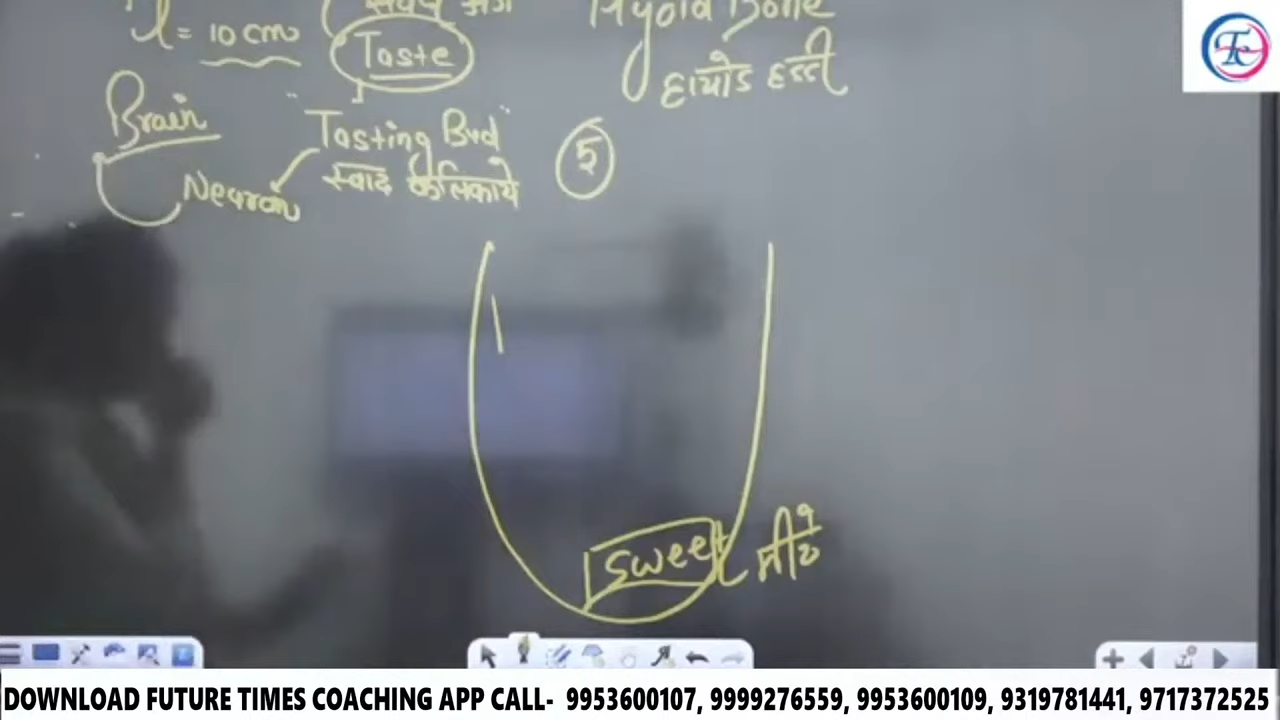 l = 10 cm
Taste
Hyoid Bone
हायोड हड्डी
Brain
Tasting Bud
स्वाद कलिकाये
Neuron
5
Sweet
मीठे
DOWNLOAD FUTURE TIMES COACHING APP CALL- 9953600107, 9999276559, 9953600109, 9319781441, 9717372525